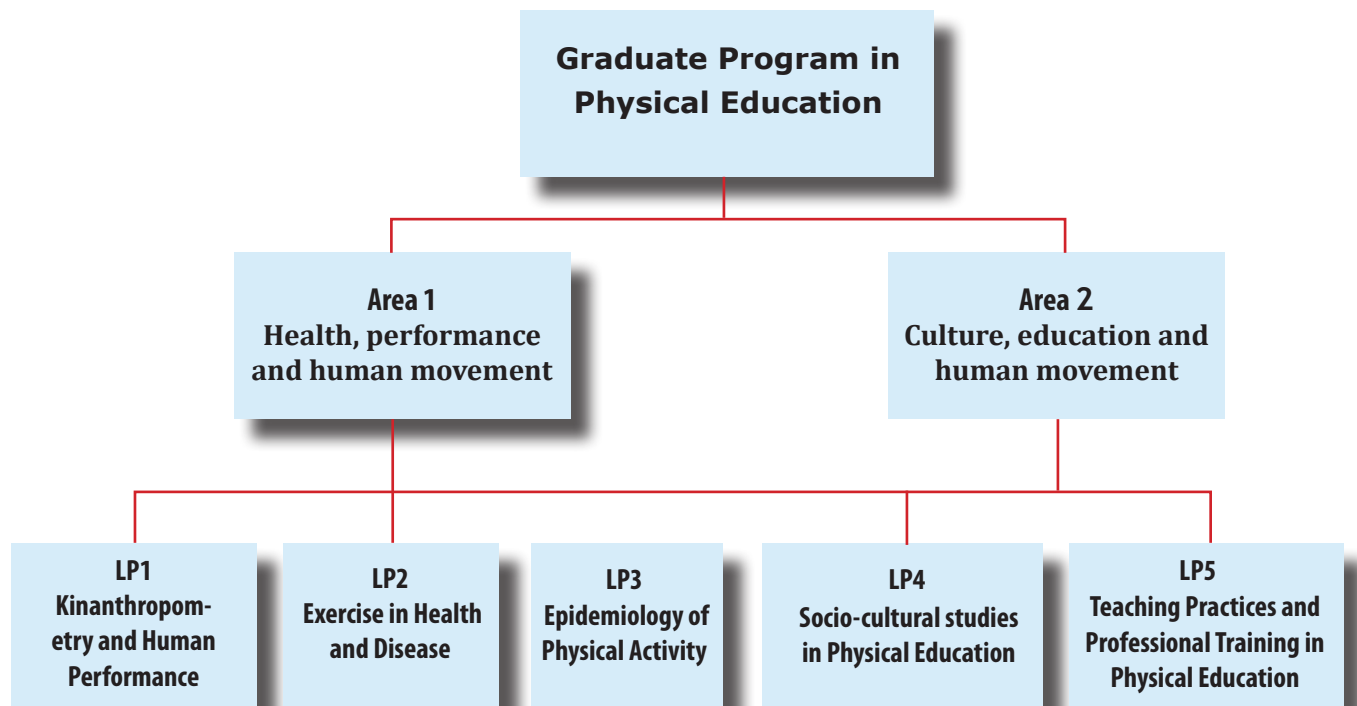 Graduate Program in
Physical Education
Area 1
Health, performance
and human movement
Area 2
Culture, education and
human movement
LP1
Kinanthropom-
etry and Human
Performance
LP2
Exercise in Health
and Disease
LP3
Epidemiology of
Physical Activity
LP4
Socio-cultural studies
in Physical Education
LP5
Teaching Practices and
Professional Training in
Physical Education